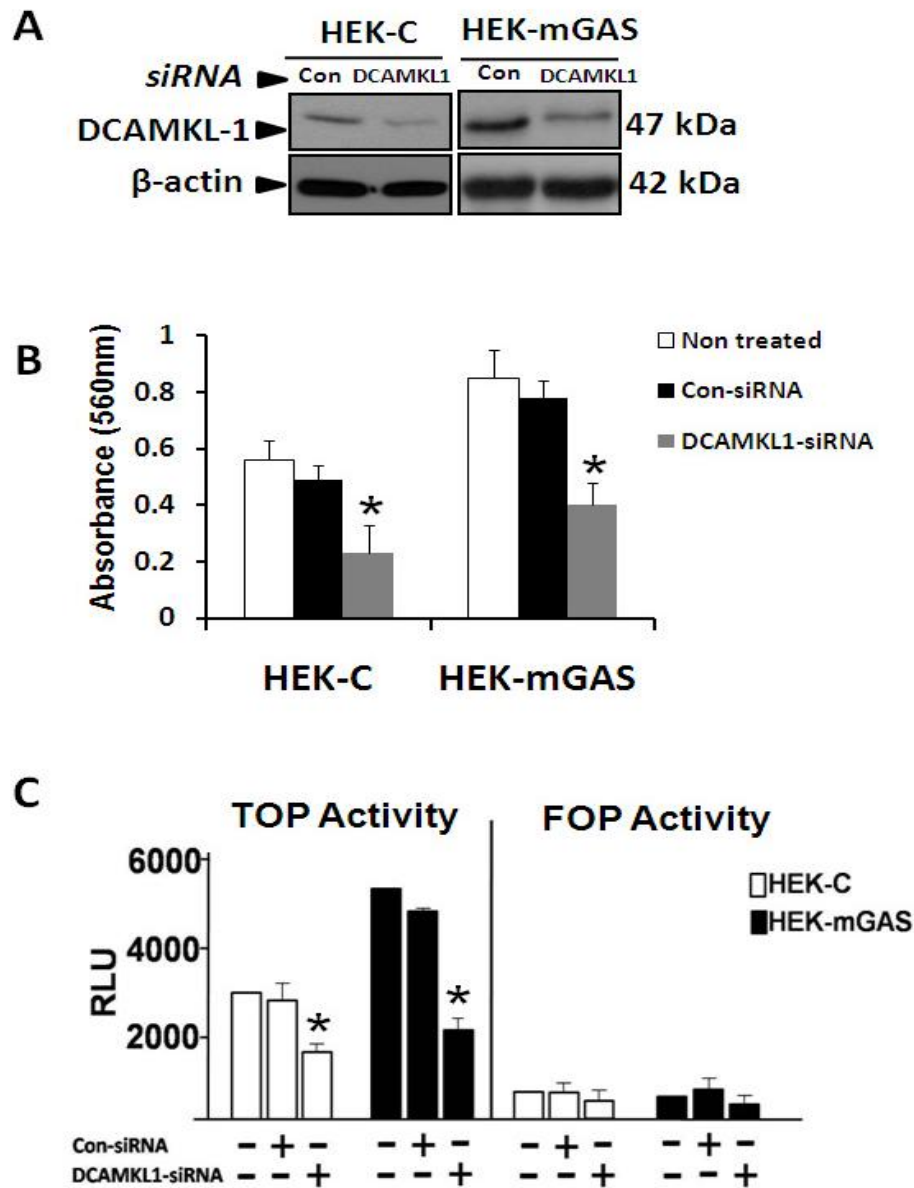 A
HEK-C HEK-mGAS
siRNA Con DCAMKL1 Con DCAMKL1
DCAMKL-1 47 kDa
β-actin 42 kDa
B
Absorbance (560nm)
1
0.8
0.6
0.4
0.2
0
* *
HEK-C HEK-mGAS
Non treated
Con-siRNA
DCAMKL1-siRNA
C
TOP Activity FOP Activity
RLU
6000
4000
2000
* *
HEK-C
HEK-mGAS
Con-siRNA - + - - + - - + - - + -
DCAMKL1-siRNA - - + - - + - - + - - +